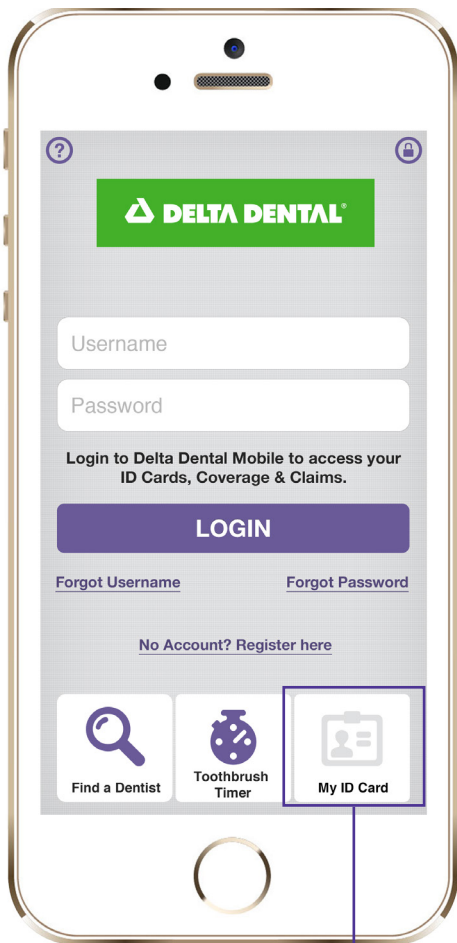 ?
DELTA DENTAL®
Username
Password
Login to Delta Dental Mobile to access your
ID Cards, Coverage & Claims.
LOGIN
Forgot Username Forgot Password
No Account? Register here
Find a Dentist
Toothbrush
Timer
My ID Card